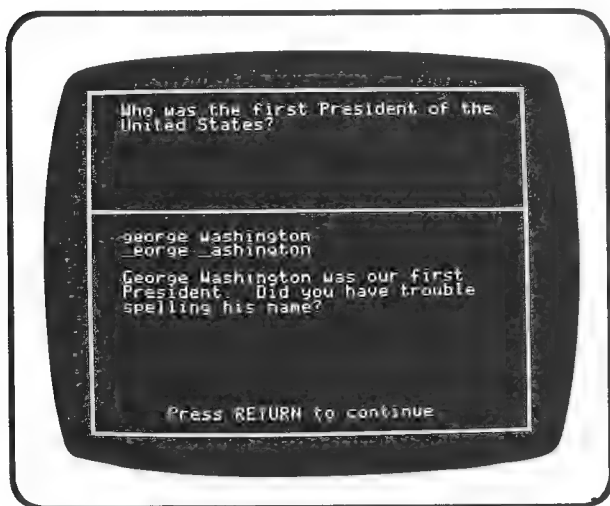 Who was the first President of the
United States?
george Washington
_eorge _ashington
George Washington was our first
President. Did you have trouble
spelling his name?
Press RETURN to continue